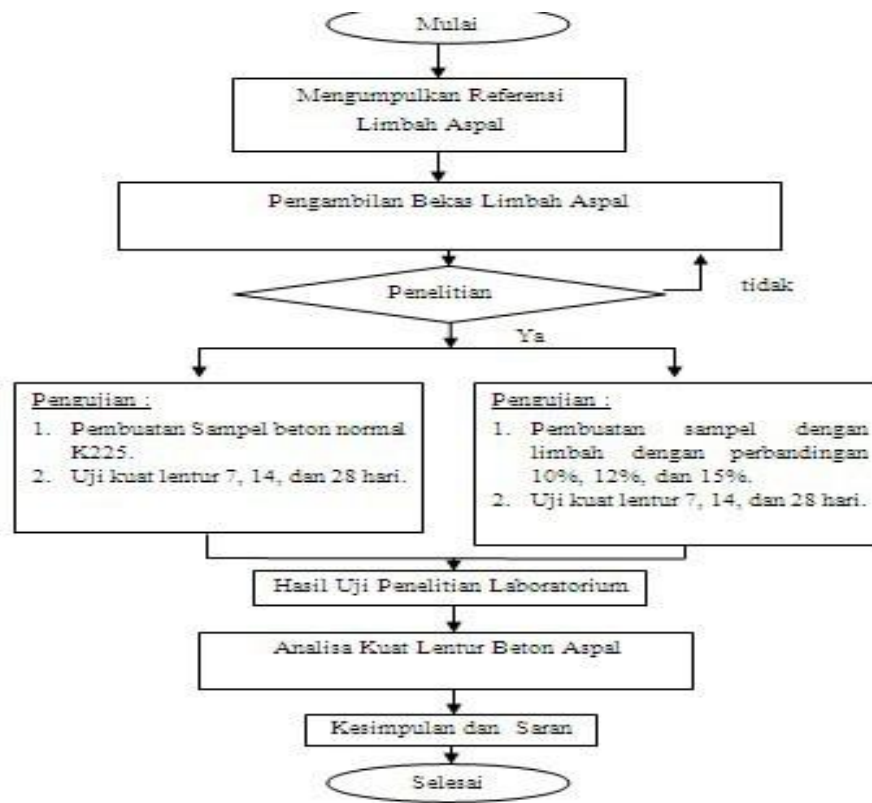 Mulai
Mengumpulkan Referensi
Limbah Aspal
Pengambilan Bekas Limbah Aspal
Penelitian
tidak
Ya
Pengujian :
1. Pembuatan Sampel beton normal
K225.
2. Uji kuat lentur 7, 14, dan 28 hari.
Pengujian :
1. Pembuatan sampel dengan
limbah dengan perbandingan
10%, 12%, dan 15%.
2. Uji kuat lentur 7, 14, dan 28 hari.
Hasil Uji Penelitian Laboratorium
Analisa Kuat Lentur Beton Aspal
Kesimpulan dan Saran
Selesai